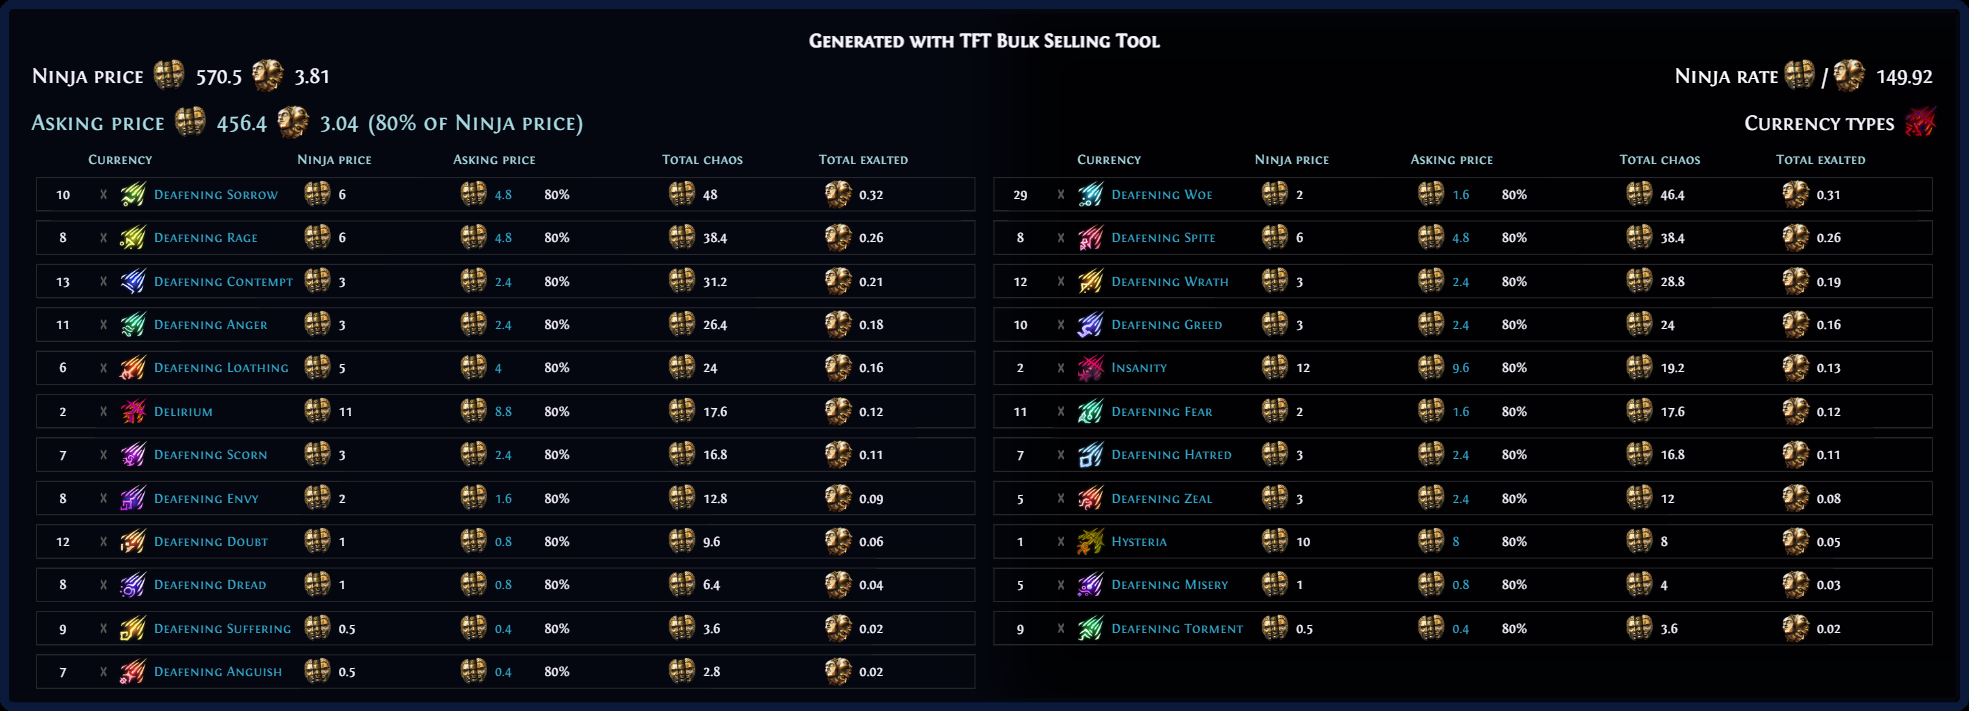 Generated with TFT Bulk Selling Tool
Ninja price 570.5 3.81
Ninja rate / 149.92
Asking price 456.4 3.04 (80% of Ninja price)
Currency types
Currency Ninja price Asking price Total chaos Total exalted
10 x Deafening Sorrow 6 4.8 80% 48 0.32
8 x Deafening Rage 6 4.8 80% 38.4 0.26
13 x Deafening Contempt 3 2.4 80% 31.2 0.21
11 x Deafening Anger 3 2.4 80% 26.4 0.18
6 x Deafening Loathing 5 4 80% 24 0.16
2 x Delirium 11 8.8 80% 17.6 0.12
7 x Deafening Scorn 3 2.4 80% 16.8 0.11
8 x Deafening Envy 2 1.6 80% 12.8 0.09
12 x Deafening Doubt 1 0.8 80% 9.6 0.06
8 x Deafening Dread 1 0.8 80% 6.4 0.04
9 x Deafening Suffering 0.5 0.4 80% 3.6 0.02
7 x Deafening Anguish 0.5 0.4 80% 2.8 0.02
Currency Ninja price Asking price Total chaos Total exalted
29 x Deafening Woe 2 1.6 80% 46.4 0.31
8 x Deafening Spite 6 4.8 80% 38.4 0.26
12 x Deafening Wrath 3 2.4 80% 28.8 0.19
10 x Deafening Greed 3 2.4 80% 24 0.16
2 x Insanity 12 9.6 80% 19.2 0.13
11 x Deafening Fear 2 1.6 80% 17.6 0.12
7 x Deafening Hatred 3 2.4 80% 16.8 0.11
5 x Deafening Zeal 3 2.4 80% 12 0.08
1 x Hysteria 10 8 80% 8 0.05
5 x Deafening Misery 1 0.8 80% 4 0.03
9 x Deafening Torment 0.5 0.4 80% 3.6 0.02